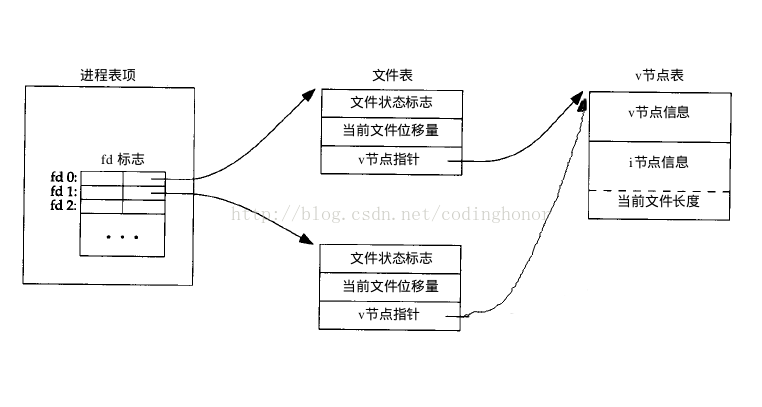 进程表项
文件表
v节点表
fd 标志
fd 0:
fd 1:
fd 2:
• • •
文件状态标志
当前文件位移量
v节点指针
文件状态标志
当前文件位移量
v节点指针
v节点信息
i节点信息
当前文件长度
http://blog.csdn.net/codinghonor